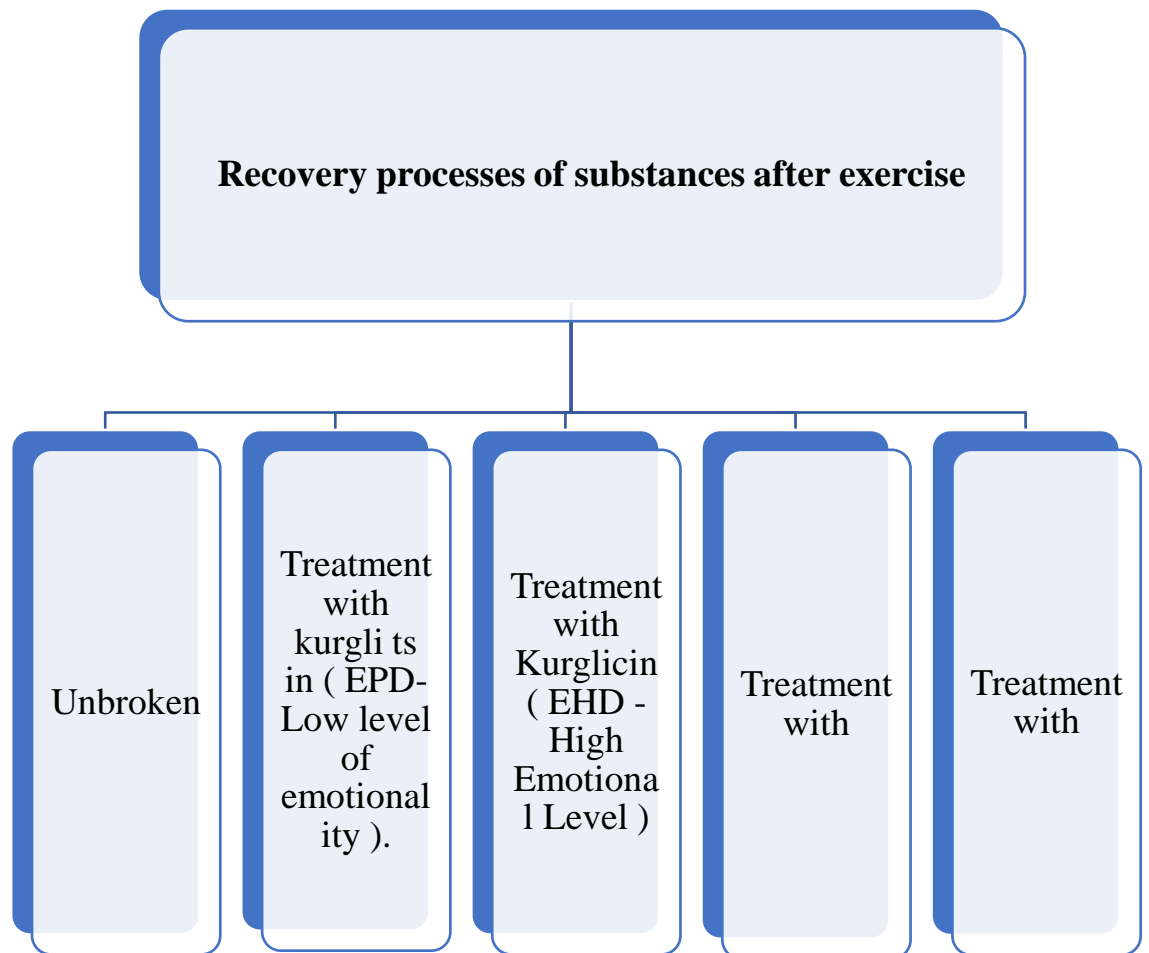 Recovery processes of substances after exercise
Unbroken
Treatment
with
kurgli ts
in ( EPD-
Low level
of
emotional
ity ).
Treatment
with
Kurglicin
( EHD -
High
Emotiona
l Level )
Treatment
with
Treatment
with